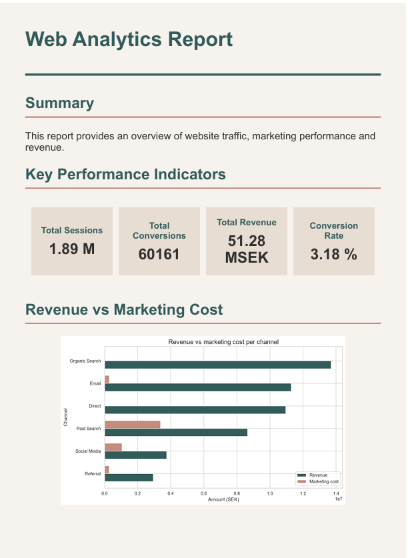 Web Analytics Report
Summary
This report provides an overview of website traffic, marketing performance and
revenue.
Key Performance Indicators
Total Sessions
1.89 M
Total
Conversions
60161
Total Revenue
51.28
MSEK
Conversion
Rate
3.18 %
Revenue vs Marketing Cost
Revenue vs marketing cost per channel
Channel
Organic Search
Email
Direct
Paid Search
Social Media
Referral
0.0 0.2 0.4 0.6 0.8 1.0 1.2 1.4
1e7
Amount (SEK)
Revenue
Marketing cost